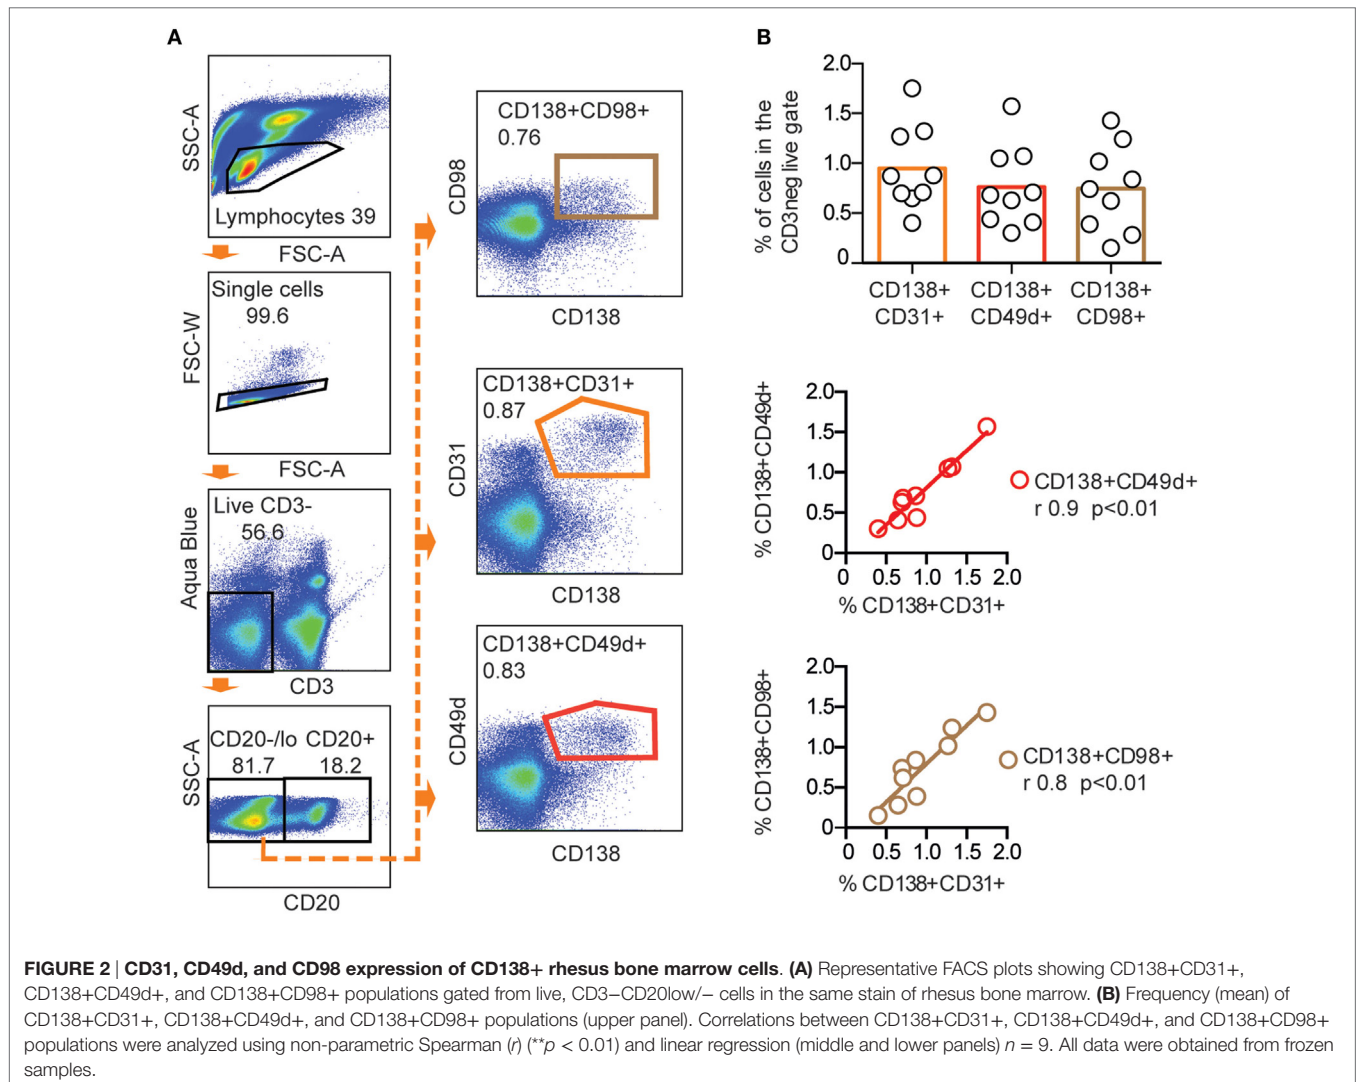 A
SSC-A
Lymphocytes 39
FSC-A
Single cells
99.6
FSC-W
FSC-A
Live CD3-
56.6
Aqua Blue
CD3
CD20-/lo CD20+
81.7 18.2
SSC-A
CD20
CD138+CD98+
0.76
CD98
CD138
CD138+CD31+
0.87
CD31
CD138
CD138+CD49d+
0.83
CD49d
CD138
B
% of cells in the
CD3neg live gate
2.0
1.5
1.0
0.5
0
CD138+ CD138+ CD138+
CD31+ CD49d+ CD98+
% CD138+CD49d+
2.0
1.5
1.0
0.5
0
0 0.5 1.0 1.5 2.0
% CD138+CD31+
CD138+CD49d+
r 0.9 p<0.01
% CD138+CD98+
2.0
1.5
1.0
0.5
0
0 0.5 1.0 1.5 2.0
% CD138+CD31+
CD138+CD98+
r 0.8 p<0.01
FIGURE 2 | CD31, CD49d, and CD98 expression of CD138+ rhesus bone marrow cells. (A) Representative FACS plots showing CD138+CD31+,
CD138+CD49d+, and CD138+CD98+ populations gated from live, CD3−CD20low/− cells in the same stain of rhesus bone marrow. (B) Frequency (mean) of
CD138+CD31+, CD138+CD49d+, and CD138+CD98+ populations (upper panel). Correlations between CD138+CD31+, CD138+CD49d+, and CD138+CD98+
populations were analyzed using non-parametric Spearman (r) (**p < 0.01) and linear regression (middle and lower panels) n = 9. All data were obtained from frozen
samples.